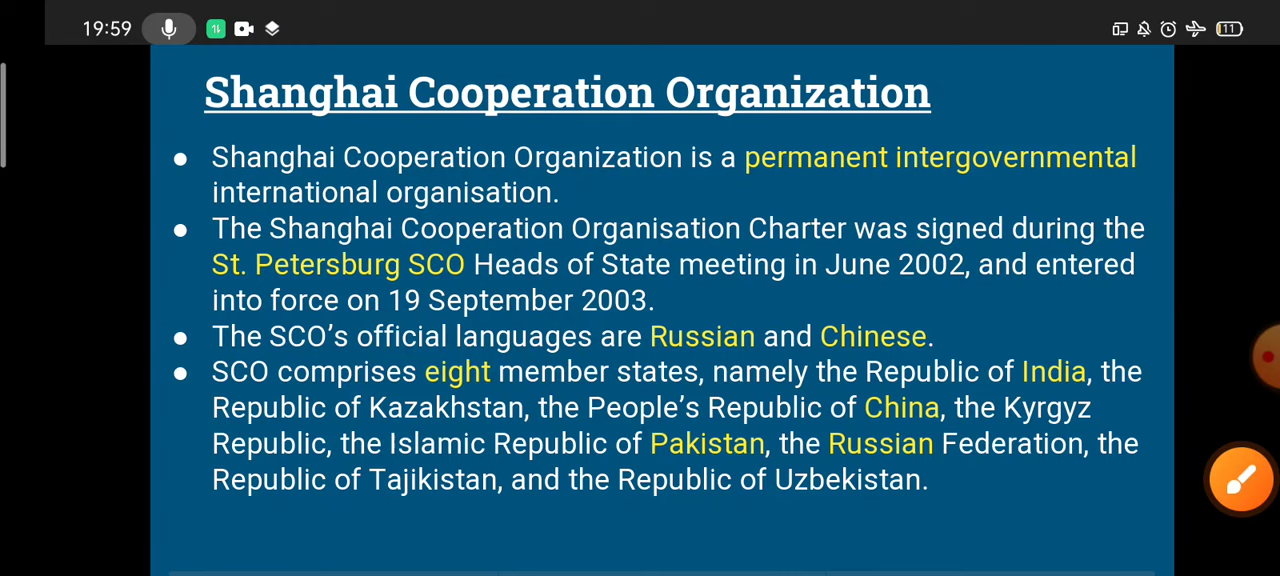 19:59
11
Shanghai Cooperation Organization
● Shanghai Cooperation Organization is a permanent intergovernmental
international organisation.
● The Shanghai Cooperation Organisation Charter was signed during the
St. Petersburg SCO Heads of State meeting in June 2002, and entered
into force on 19 September 2003.
● The SCO’s official languages are Russian and Chinese.
● SCO comprises eight member states, namely the Republic of India, the
Republic of Kazakhstan, the People’s Republic of China, the Kyrgyz
Republic, the Islamic Republic of Pakistan, the Russian Federation, the
Republic of Tajikistan, and the Republic of Uzbekistan.